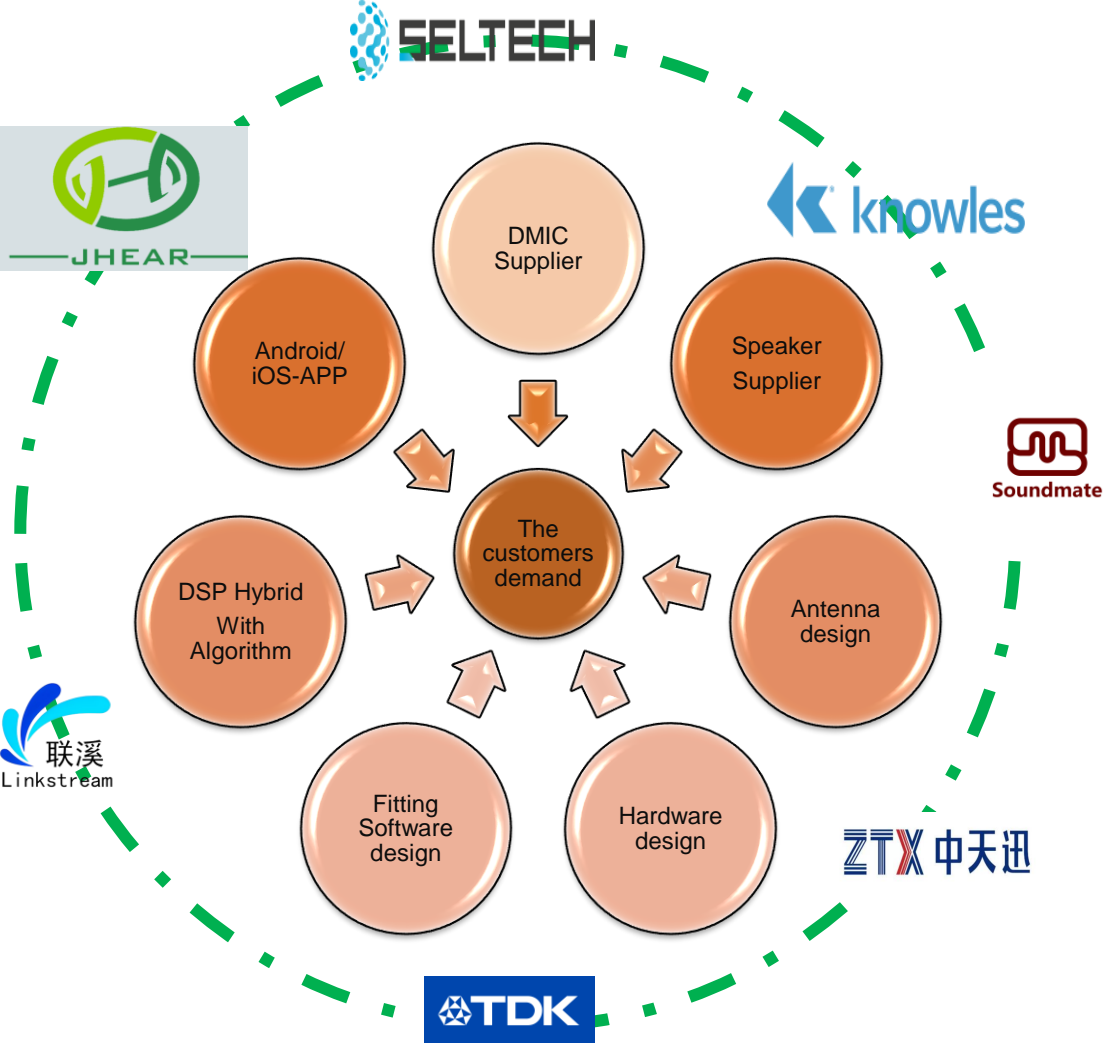 SELTECH
JHEAR
knowles
DMIC
Supplier
Android/
iOS-APP
Speaker
Supplier
Soundmate
The
customers
demand
DSP Hybrid
With
Algorithm
Antenna
design
联溪
Linkstream
Fitting
Software
design
Hardware
design
ZTX 中天迅
TDK